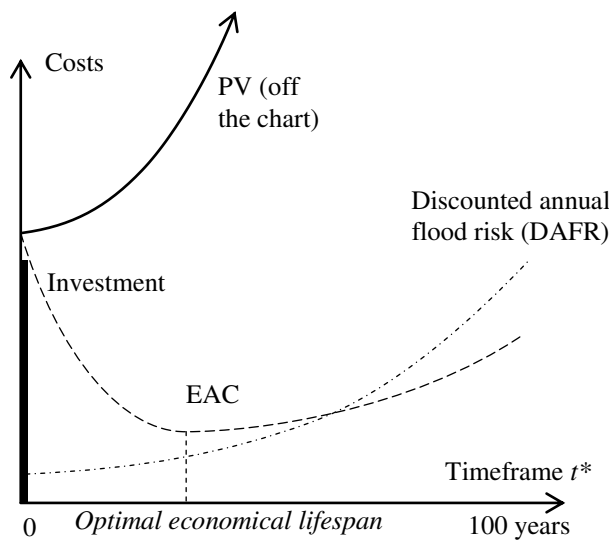 Costs
PV (off
the chart)
Discounted annual
flood risk (DAFR)
Investment
EAC
Timeframe t*
0
Optimal economical lifespan
100 years